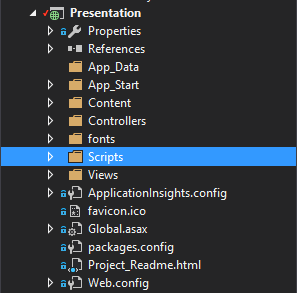 Presentation
Properties
References
App_Data
App_Start
Content
Controllers
fonts
Scripts
Views
ApplicationInsights.config
favicon.ico
Global.asax
packages.config
Project_Readme.html
Web.config